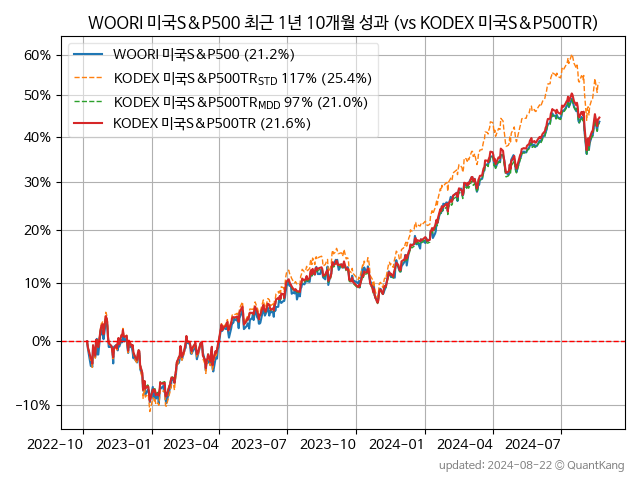 WOORI 미국S&P500 최근 1년 10개월 성과 (vs KODEX 미국S&P500TR)
WOORI 미국S&P500 (21.2%)
KODEX 미국S&P500TRSTD 117% (25.4%)
KODEX 미국S&P500TRMDD 97% (21.0%)
KODEX 미국S&P500TR (21.6%)
60%
50%
40%
30%
20%
10%
0%
−10%
2022-10 2023-01 2023-04 2023-07 2023-10 2024-01 2024-04 2024-07
updated: 2024-08-22 © QuantKang